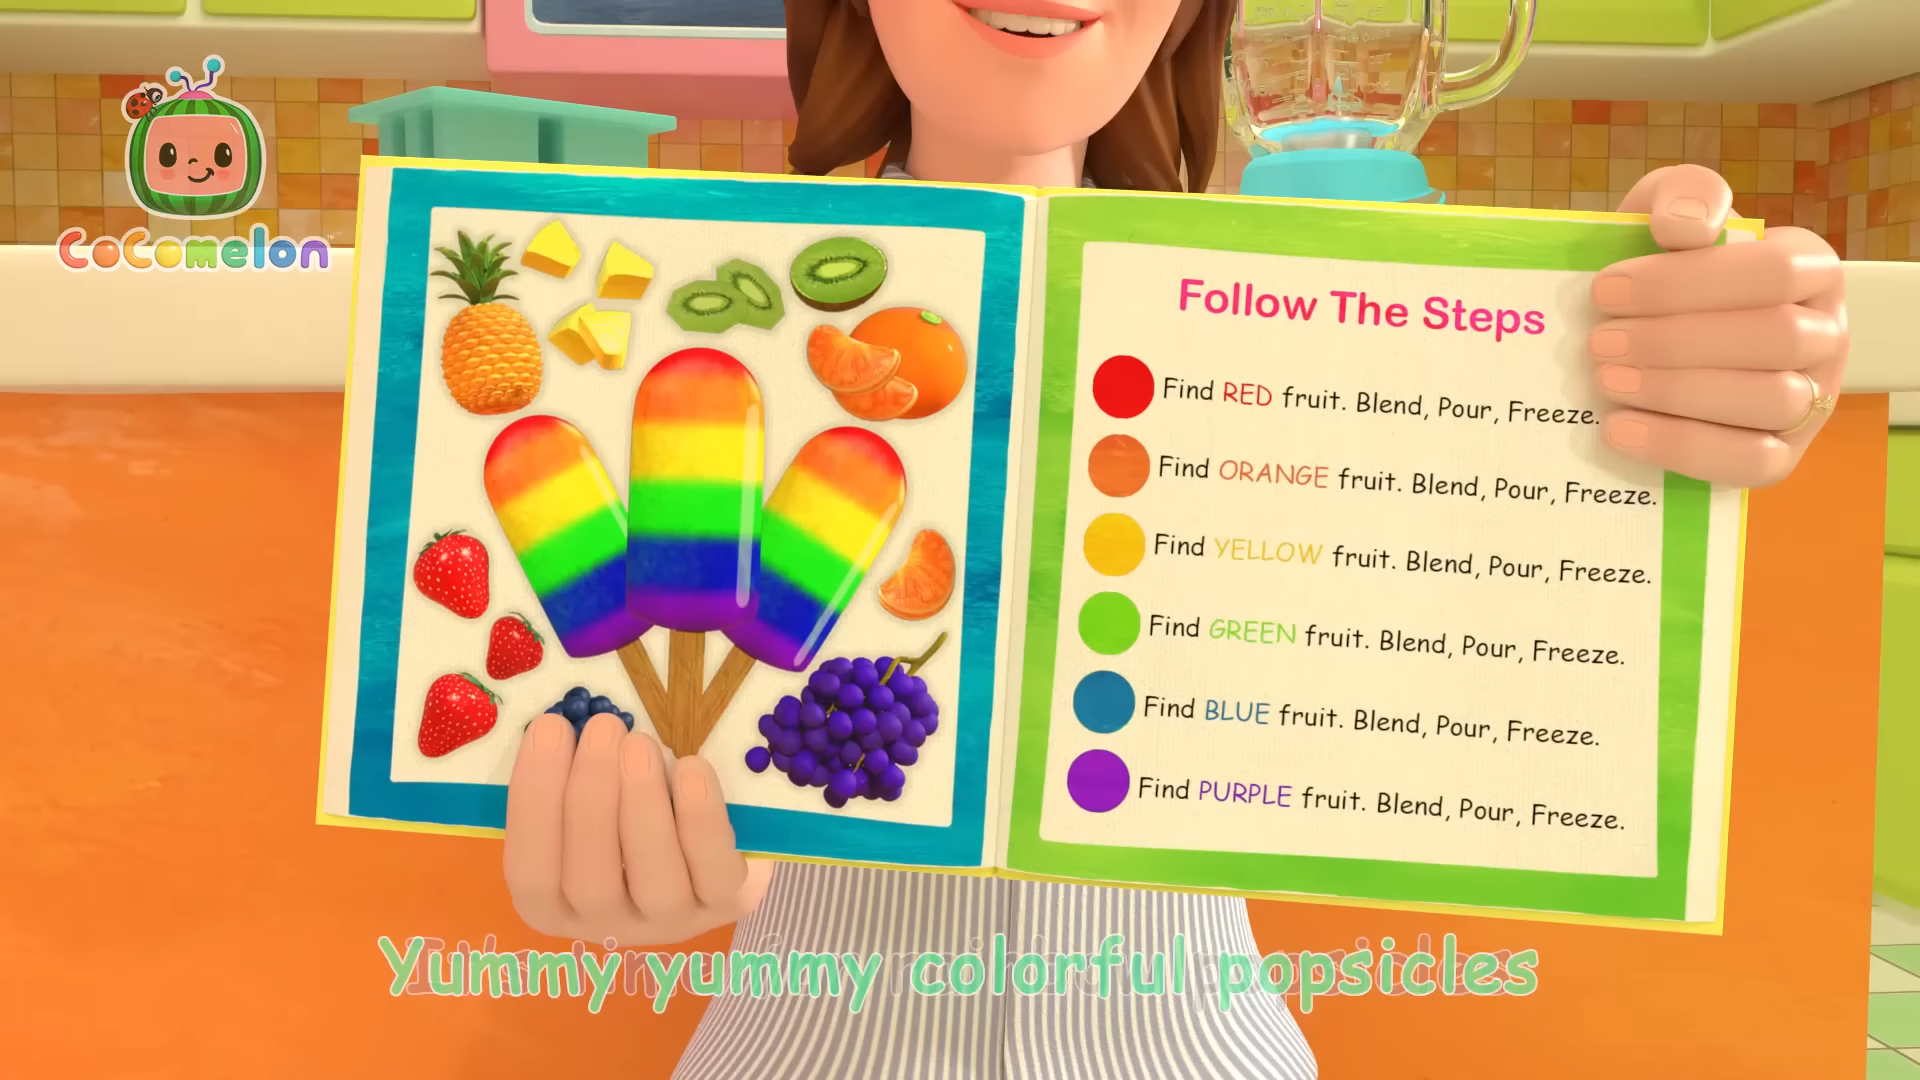 CoComelon
Follow The Steps
Find RED fruit. Blend, Pour, Freeze.
Find ORANGE fruit. Blend, Pour, Freeze.
Find YELLOW fruit. Blend, Pour, Freeze.
Find GREEN fruit. Blend, Pour, Freeze.
Find BLUE fruit. Blend, Pour, Freeze.
Find PURPLE fruit. Blend, Pour, Freeze.
Yummy yummy colorful popsicles